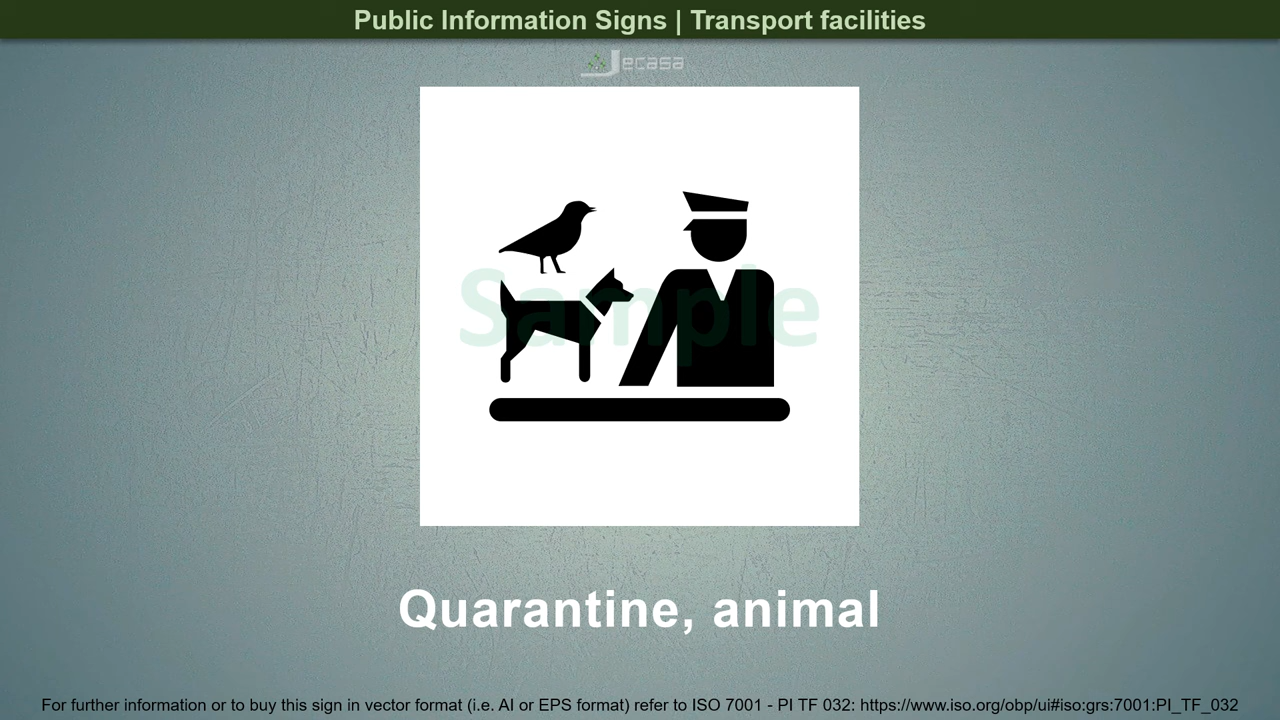 Public Information Signs | Transport facilities
Jecasa
Sample
Quarantine, animal
For further information or to buy this sign in vector format (i.e. AI or EPS format) refer to ISO 7001 - PI TF 032: https://www.iso.org/obp/ui#iso:grs:7001:PI_TF_032